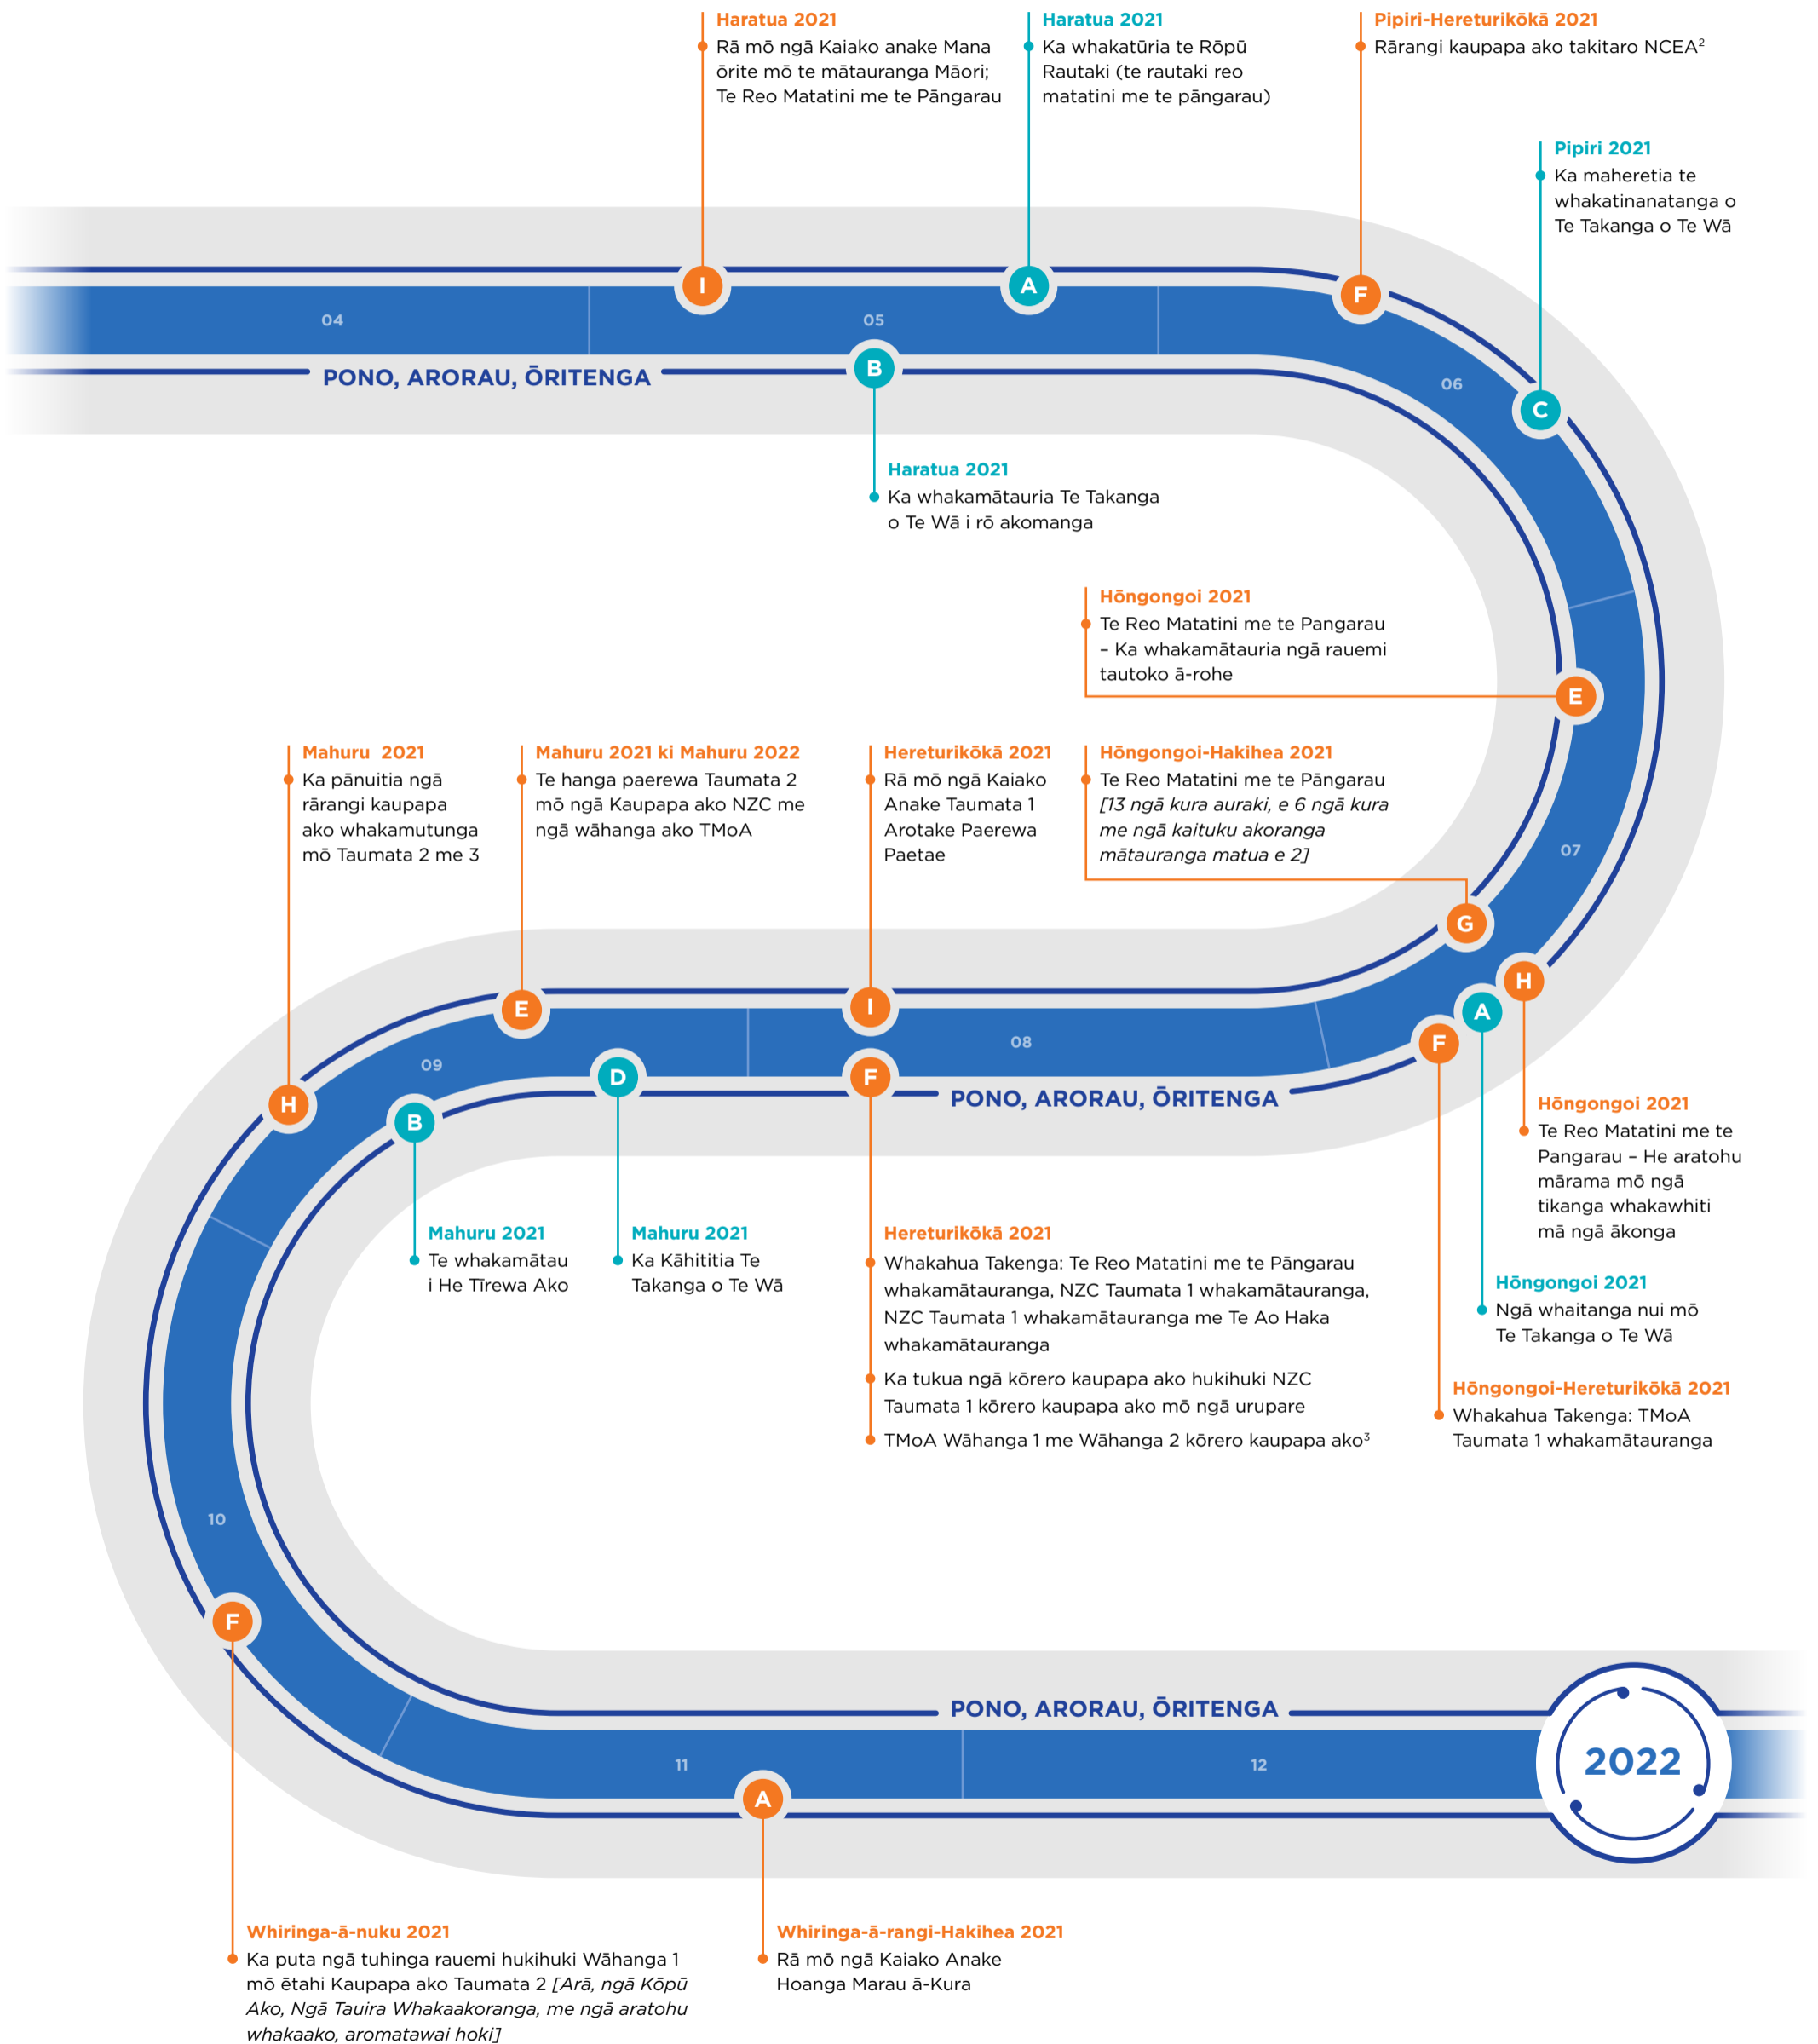 Haratua 2021
Rā mō ngā Kaiako anake Mana
ōrite mō te mātauranga Māori;
Te Reo Matatini me te Pāngarau
Haratua 2021
Ka whakatūria te Rōpū
Rautaki (te rautaki reo
matatini me te pāngarau)
Pipiri-Hereturikōkā 2021
Rārangi kaupapa ako takitaro NCEA²
Pipiri 2021
Ka maheretia te
whakatinanatanga o
Te Takanga o Te Wā
I
A
F
04
05
06
PONO, ARORAU, ŌRITENGA
B
C
Haratua 2021
Ka whakamātauria Te Takanga
o Te Wā i rō akomanga
Hōngongoi 2021
Te Reo Matatini me te Pangarau
– Ka whakamātauria ngā rauemi
tautoko ā-rohe
E
Mahuru 2021
Ka pānuitia ngā
rārangi kaupapa
ako whakamutunga
mō Taumata 2 me 3
Mahuru 2021 ki Mahuru 2022
Te hanga paerewa Taumata 2
mō ngā Kaupapa ako NZC me
ngā wāhanga ako TMoA
Hereturikōkā 2021
Rā mō ngā Kaiako
Anake Taumata 1
Arotake Paerewa
Paetae
Hōngongoi-Hakihea 2021
Te Reo Matatini me te Pāngarau
[13 ngā kura auraki, e 6 ngā kura
me ngā kaituku akoranga
mātauranga matua e 2]
07
G
H
A
F
E
I
08
09
D
F
H
B
PONO, ARORAU, ŌRITENGA
Hōngongoi 2021
Te Reo Matatini me te
Pangarau – He aratohu
mārama mō ngā
tikanga whakawhiti
mā ngā ākonga
Mahuru 2021
Te whakamātau
i He Tīrewa Ako
Mahuru 2021
Ka Kāhititia Te
Takanga o Te Wā
Hereturikōkā 2021
Whakahua Takenga: Te Reo Matatini me te Pāngarau
whakamātauranga, NZC Taumata 1 whakamātauranga,
NZC Taumata 1 whakamātauranga me Te Ao Haka
whakamātauranga
Ka tukua ngā kōrero kaupapa ako hukihuki NZC
Taumata 1 kōrero kaupapa ako mō ngā urupare
TMoA Wāhanga 1 me Wāhanga 2 kōrero kaupapa ako³
Hōngongoi 2021
Ngā whaitanga nui mō
Te Takanga o Te Wā
Hōngongoi-Hereturikōkā 2021
Whakahua Takenga: TMoA
Taumata 1 whakamātauranga
10
F
PONO, ARORAU, ŌRITENGA
11
12
2022
A
Whiringa-ā-nuku 2021
Ka puta ngā tuhinga rauemi hukihuki Wāhanga 1
mō ētahi Kaupapa ako Taumata 2 [Arā, ngā Kōpū
Ako, Ngā Tauira Whakaakoranga, me ngā aratohu
whakaako, aromatawai hoki]
Whiringa-ā-rangi-Hakihea 2021
Rā mō ngā Kaiako Anake
Hoanga Marau ā-Kura